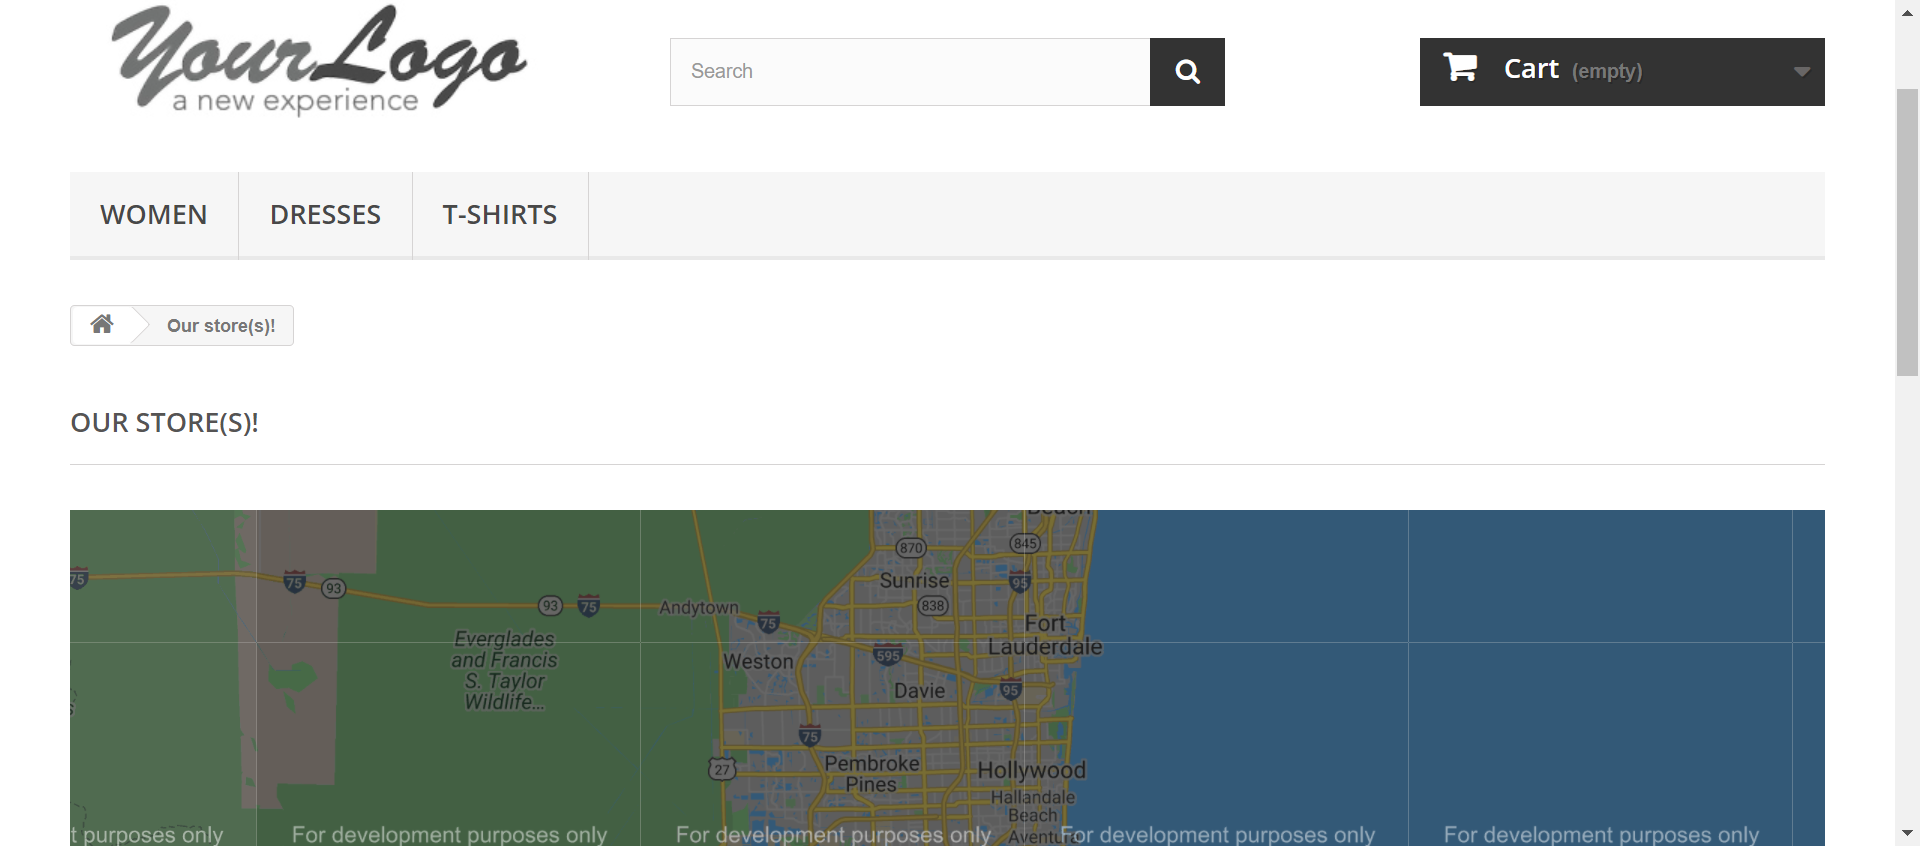 YourLogo
a new experience
Search
Cart (empty)
WOMEN
DRESSES
T-SHIRTS
Our store(s)!
OUR STORE(S)!
Beach
870
845
75
75
93
Sunrise
95
93
75
Andytown
838
75
Fort
Lauderdale
Everglades
and Francis
S. Taylor
Wildlife...
Weston
595
Davie
95
75
27
Pembroke
Pines
Hollywood
Hallandale
Beach
Aventura
t purposes only
For development purposes only
For development purposes only
For development purposes only
For development purposes only